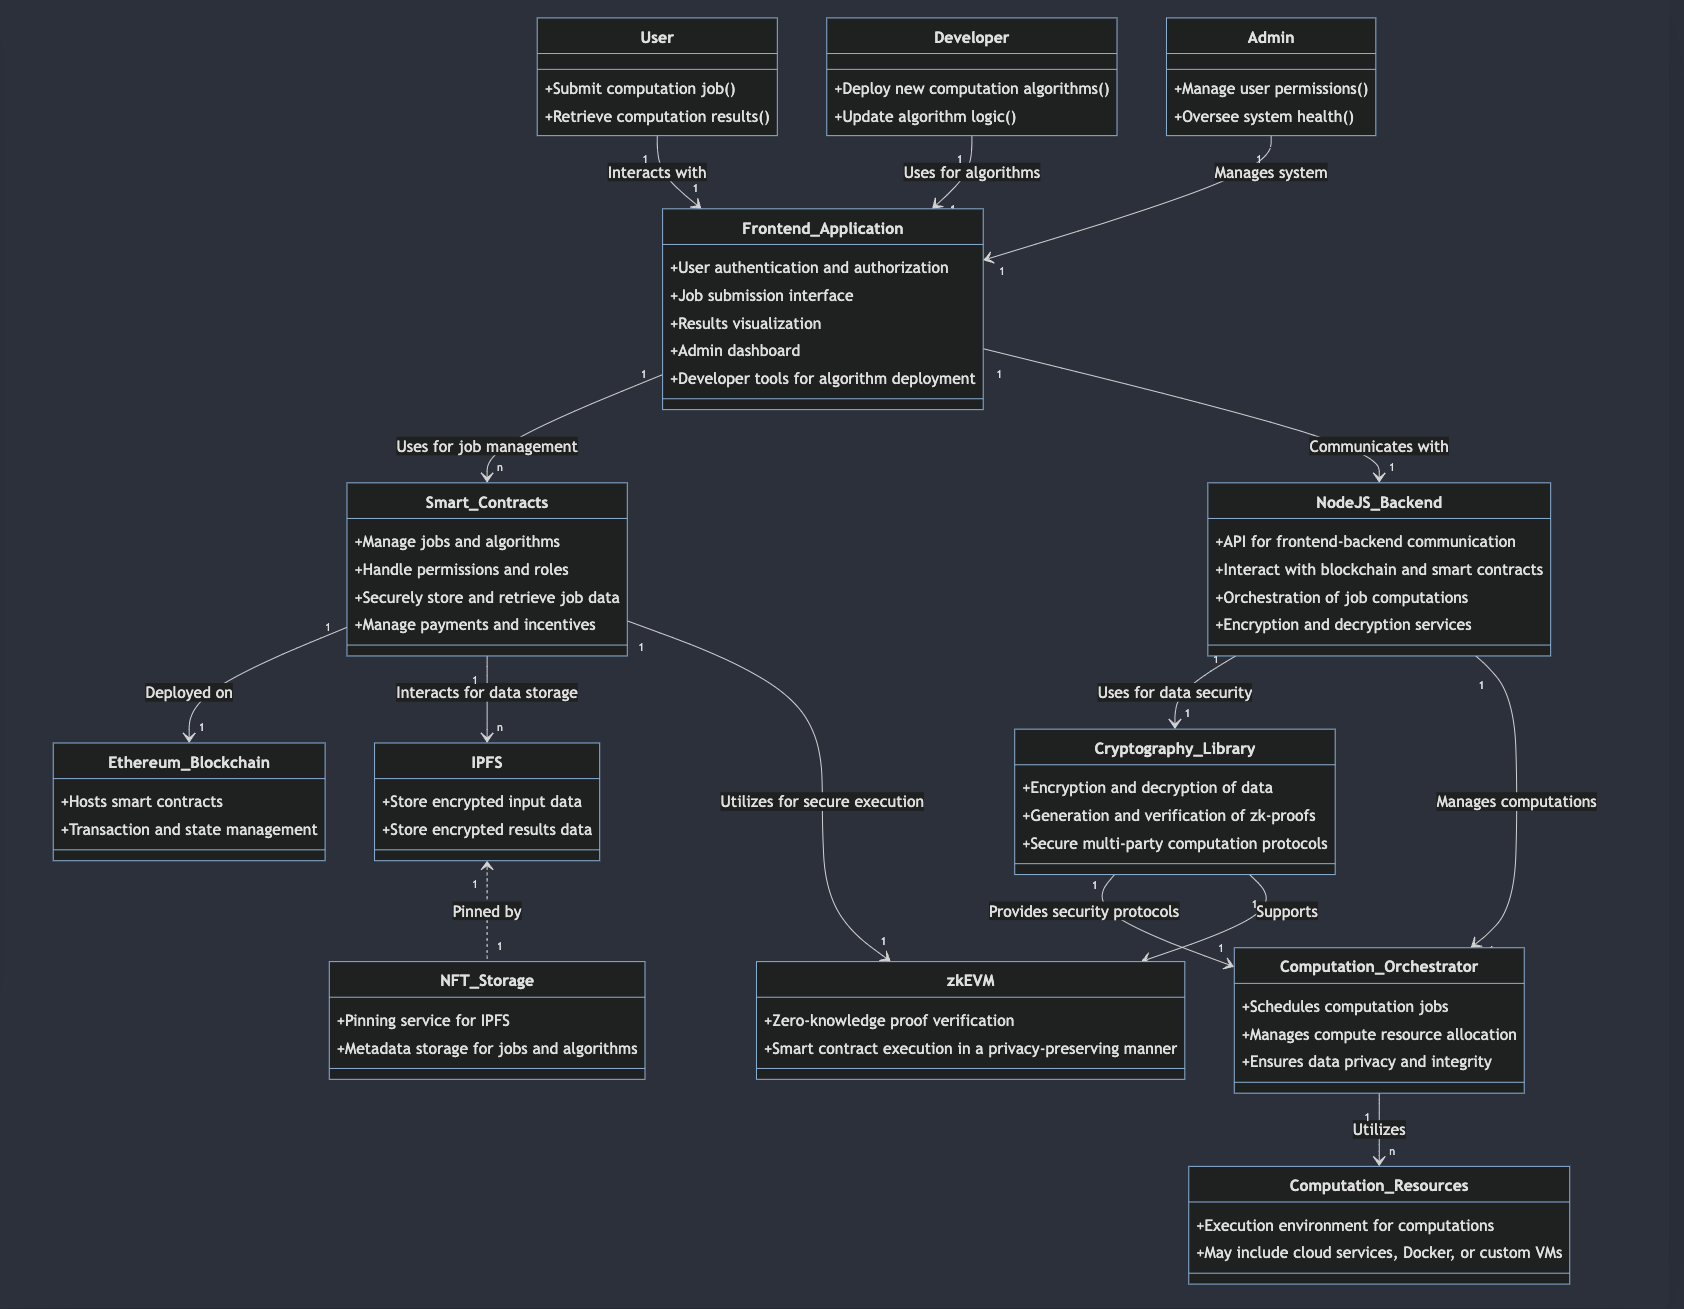 User
+Submit computation job()
+Retrieve computation results()
Developer
+Deploy new computation algorithms()
+Update algorithm logic()
Admin
+Manage user permissions()
+Oversee system health()
1
Interacts with
1
1
Uses for algorithms
1
Manages system
1
Frontend_Application
+User authentication and authorization
+Job submission interface
+Results visualization
+Admin dashboard
+Developer tools for algorithm deployment
1
Uses for job management
n
1
Communicates with
1
Smart_Contracts
+Manage jobs and algorithms
+Handle permissions and roles
+Securely store and retrieve job data
+Manage payments and incentives
NodeJS_Backend
+API for frontend-backend communication
+Interact with blockchain and smart contracts
+Orchestration of job computations
+Encryption and decryption services
1
Deployed on
1
1
Interacts for data storage
n
1
Utilizes for secure execution
1
1
Uses for data security
1
1
Manages computations
Ethereum_Blockchain
+Hosts smart contracts
+Transaction and state management
IPFS
+Store encrypted input data
+Store encrypted results data
Cryptography_Library
+Encryption and decryption of data
+Generation and verification of zk-proofs
+Secure multi-party computation protocols
1
Pinned by
1
1
Provides security protocols
1
1
Supports
NFT_Storage
+Pinning service for IPFS
+Metadata storage for jobs and algorithms
zkEVM
+Zero-knowledge proof verification
+Smart contract execution in a privacy-preserving manner
Computation_Orchestrator
+Schedules computation jobs
+Manages compute resource allocation
+Ensures data privacy and integrity
1
Utilizes
n
Computation_Resources
+Execution environment for computations
+May include cloud services, Docker, or custom VMs